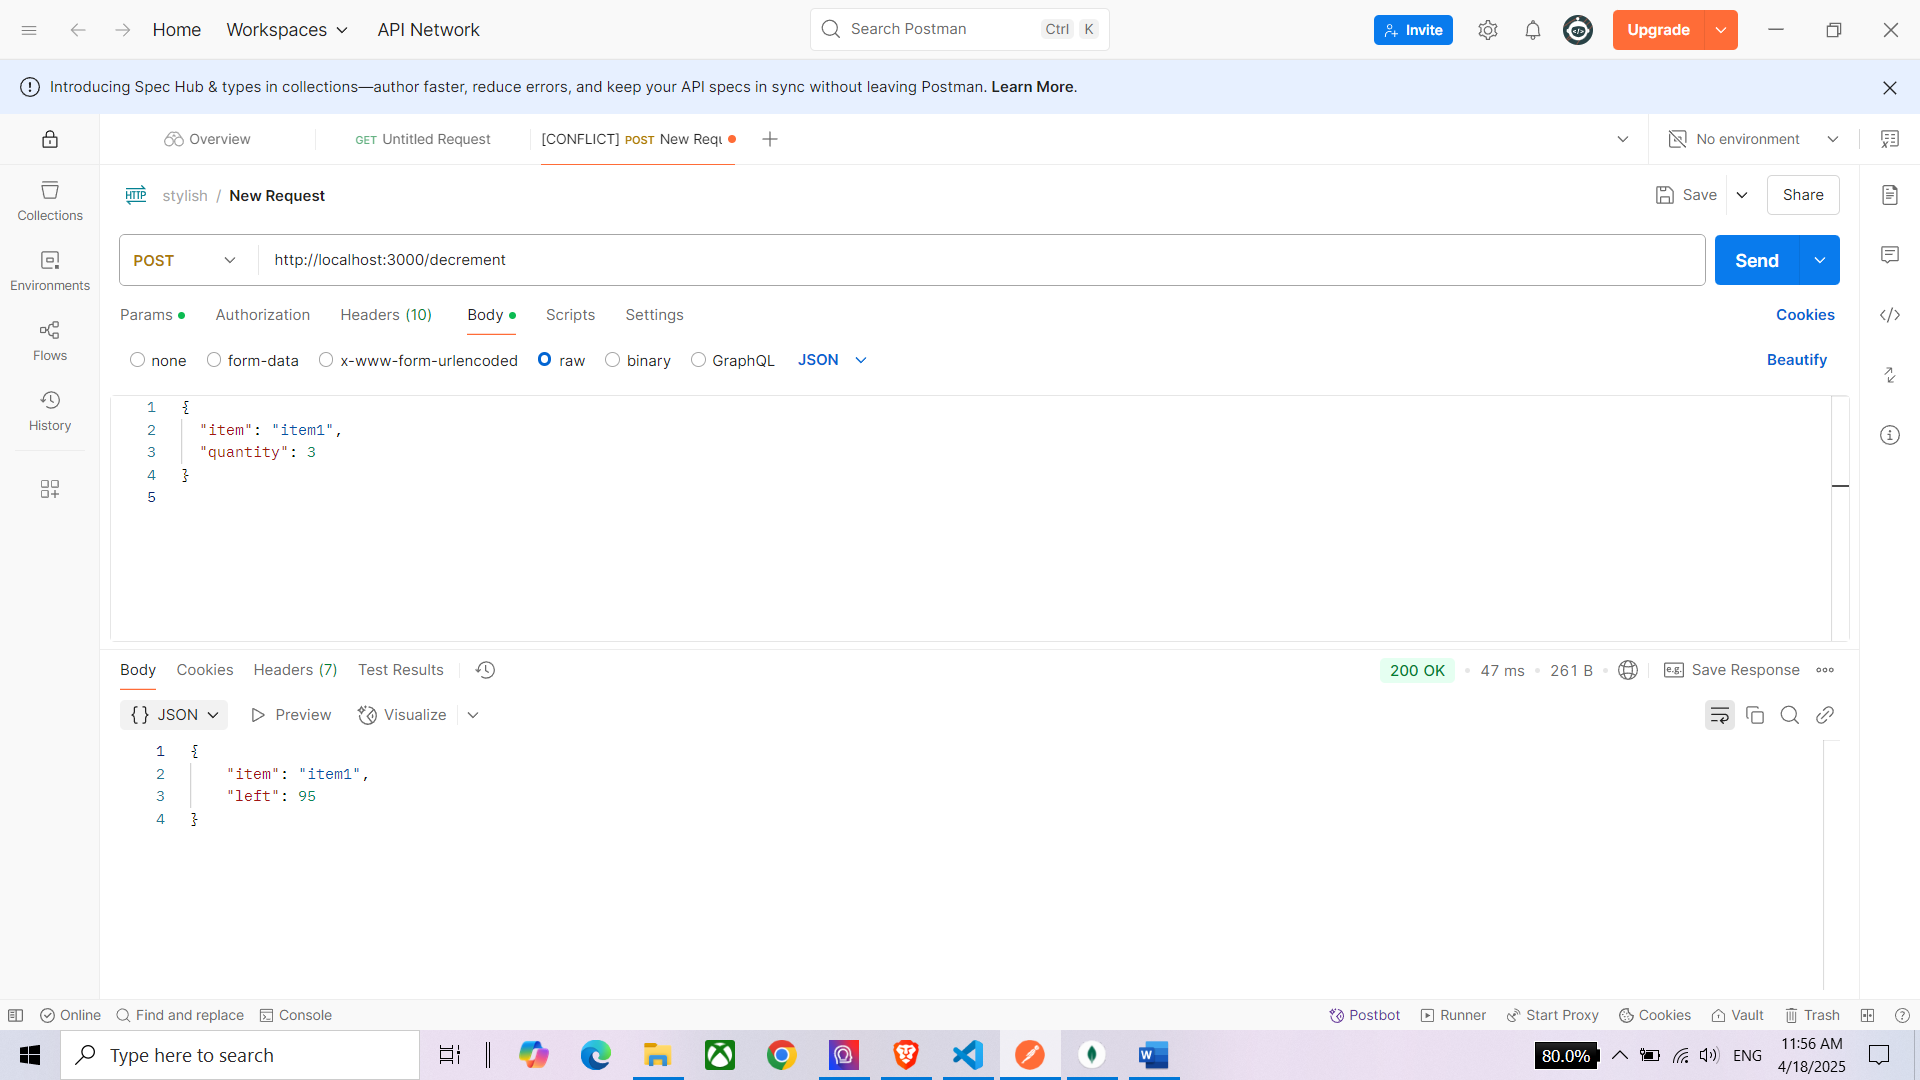 Home Workspaces API Network Search Postman Ctrl K Invite Upgrade
Introducing Spec Hub & types in collections—author faster, reduce errors, and keep your API specs in sync without leaving Postman. Learn More.
Overview GET Untitled Request [CONFLICT] POST New Requ No environment
HTTP stylish / New Request Save Share
Collections
POST http://localhost:3000/decrement Send
Environments
Params Authorization Headers (10) Body Scripts Settings Cookies
Flows
none form-data x-www-form-urlencoded raw binary GraphQL JSON Beautify
History
1 {
2 "item": "item1",
3 "quantity": 3
4 }
5
Body Cookies Headers (7) Test Results 200 OK 47 ms 261 B e.g. Save Response
{ } JSON Preview Visualize
1 {
2 "item": "item1",
3 "left": 95
4 }
Online Find and replace Console Postbot Runner Start Proxy Cookies Vault Trash
Type here to search 80.0% ENG 11:56 AM
4/18/2025